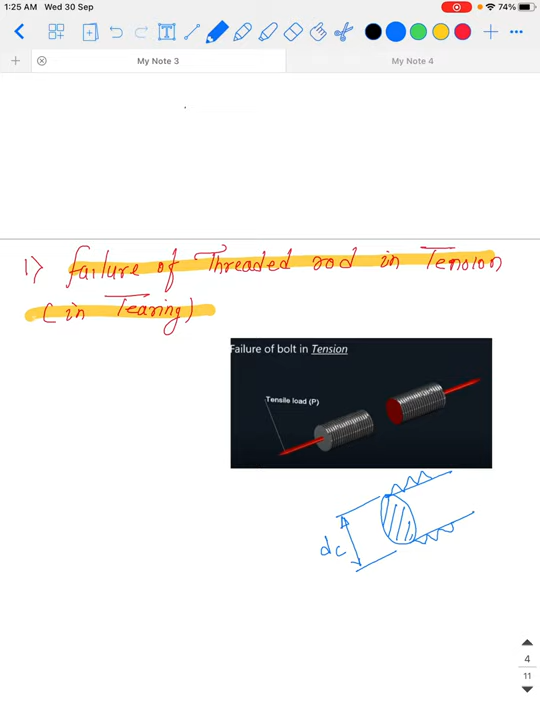 1:25 AM Wed 30 Sep
74%
My Note 3
My Note 4
1) failure of Threaded rod in Tension
(in Tearing)
Failure of bolt in Tension
Tensile load (P)
dc
4
11